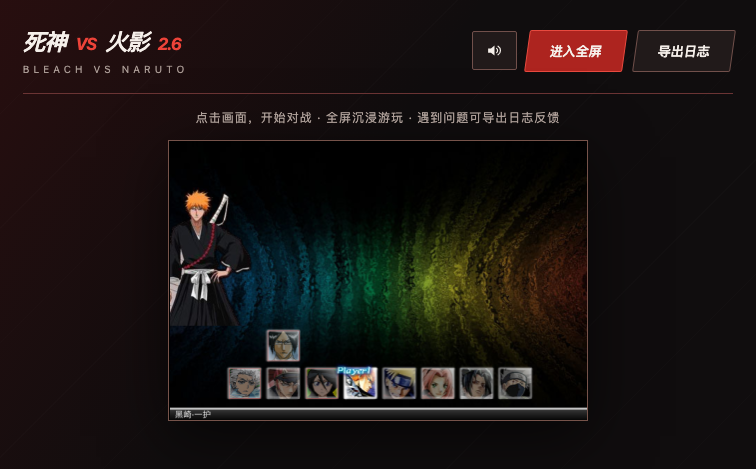 死神 VS 火影 2.6
BLEACH VS NARUTO
进入全屏
导出日志
点击画面，开始对战 · 全屏沉浸游玩 · 遇到问题可导出日志反馈
Player1
黑崎·一护